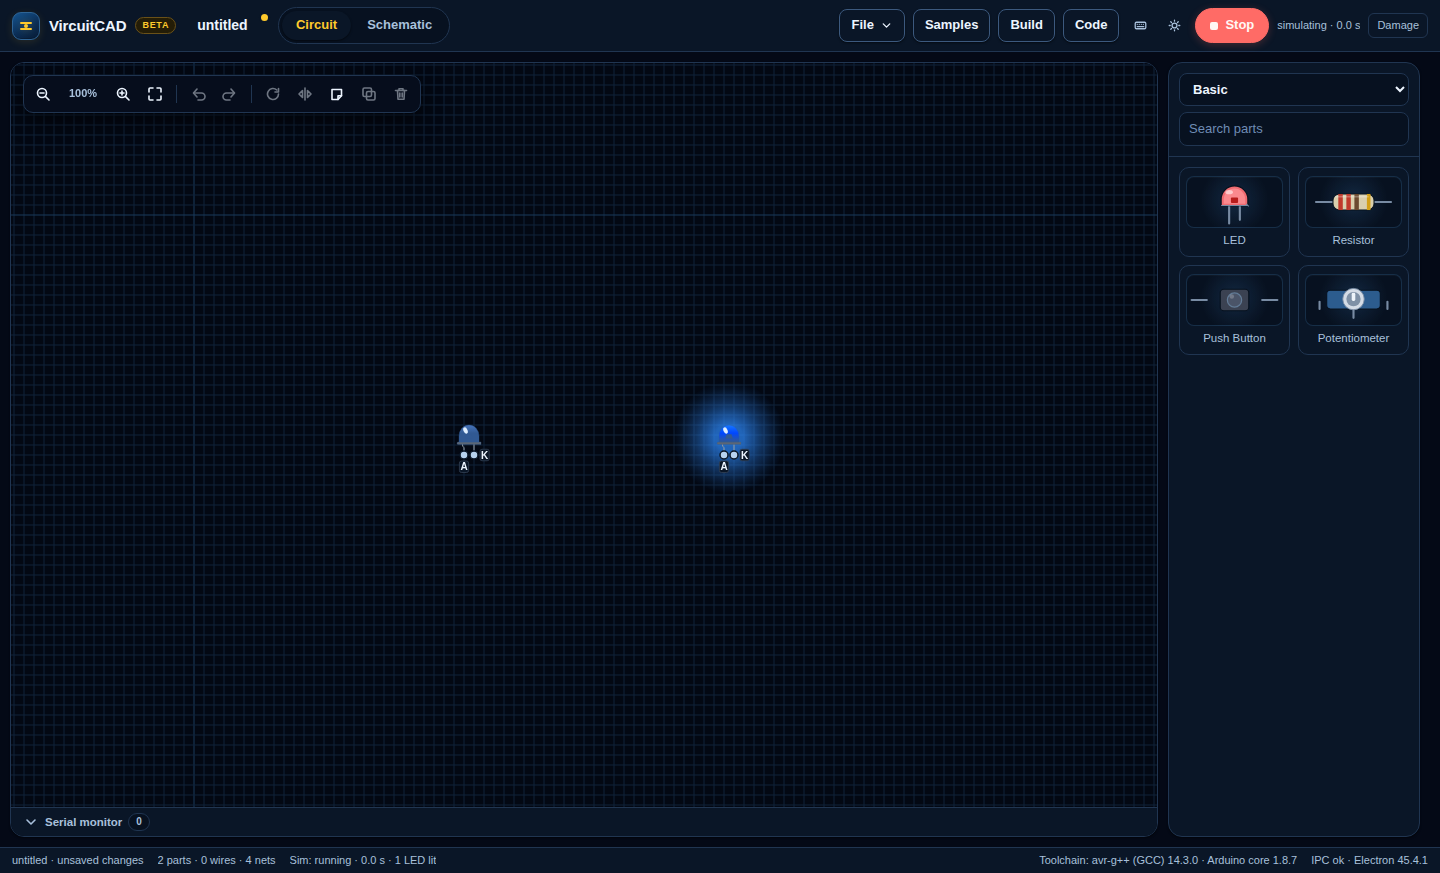 VircuitCAD BETA untitled Circuit Schematic File Samples Build Code Stop simulating · 0.0 s Damage
100%
Basic
Search parts
LED Resistor
Push Button Potentiometer
K K
A A
Serial monitor 0
untitled · unsaved changes 2 parts · 0 wires · 4 nets Sim: running · 0.0 s · 1 LED lit Toolchain: avr-g++ (GCC) 14.3.0 · Arduino core 1.8.7 IPC ok · Electron 45.4.1